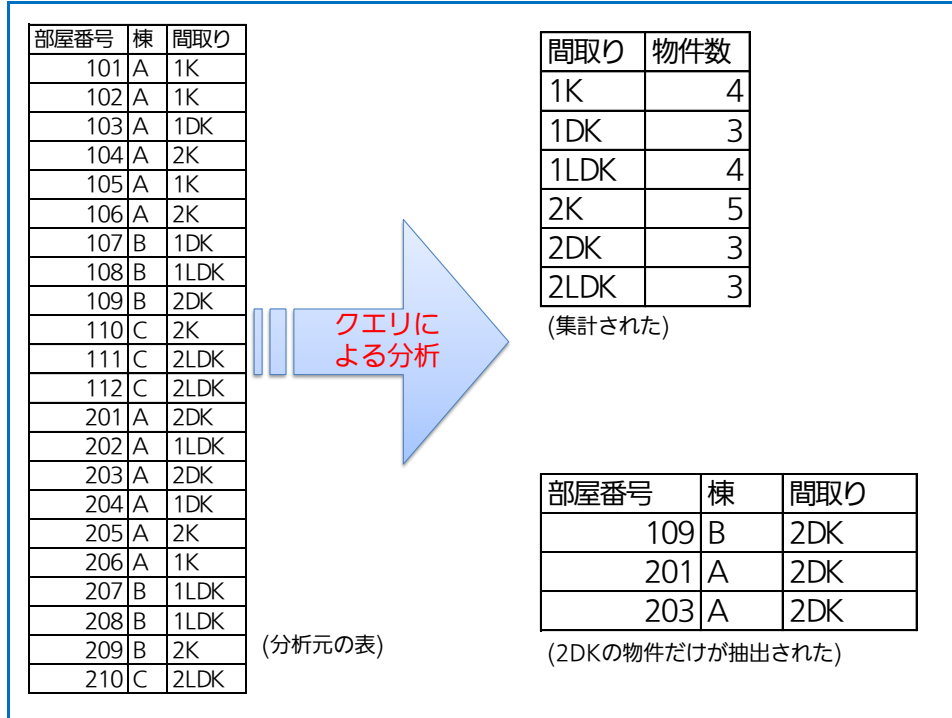 部屋番号 棟 間取り
101 A 1K
102 A 1K
103 A 1DK
104 A 2K
105 A 1K
106 A 2K
107 B 1DK
108 B 1LDK
109 B 2DK
110 C 2K
111 C 2LDK
112 C 2LDK
201 A 2DK
202 A 1LDK
203 A 2DK
204 A 1DK
205 A 2K
206 A 1K
207 B 1LDK
208 B 1LDK
209 B 2K
210 C 2LDK
(分析元の表)
クエリに
よる分析
間取り 物件数
1K 4
1DK 3
1LDK 4
2K 5
2DK 3
2LDK 3
(集計された)
部屋番号 棟 間取り
109 B 2DK
201 A 2DK
203 A 2DK
(2DKの物件だけが抽出された)